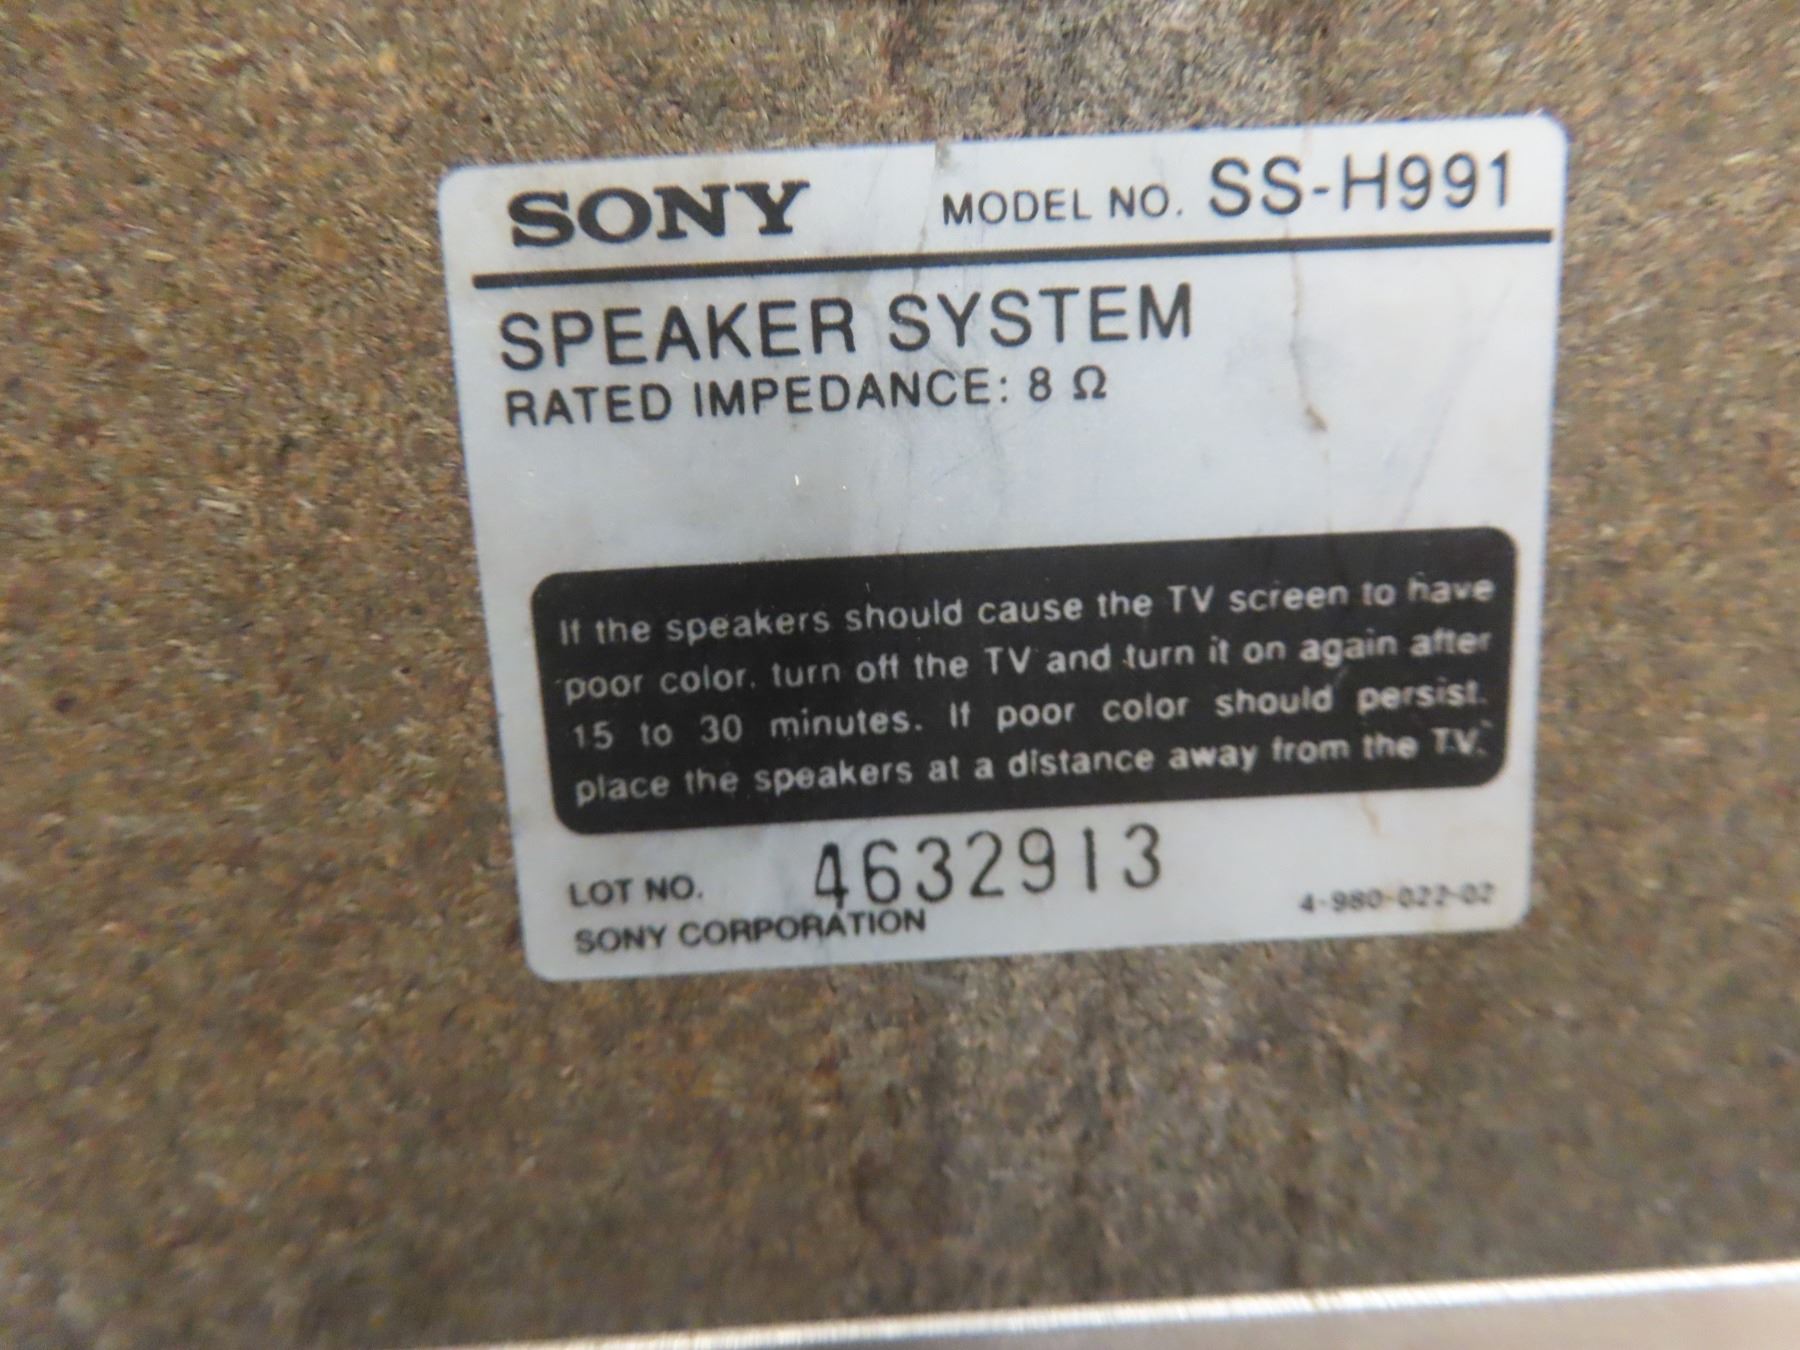 SONY MODEL NO. SS-H991
SPEAKER SYSTEM
RATED IMPEDANCE: 8 Ω
If the speakers should cause the TV screen to have
poor color, turn off the TV and turn it on again after
15 to 30 minutes. If poor color should persist,
place the speakers at a distance away from the TV.
LOT NO. 4632913
SONY CORPORATION
4-980-022-02